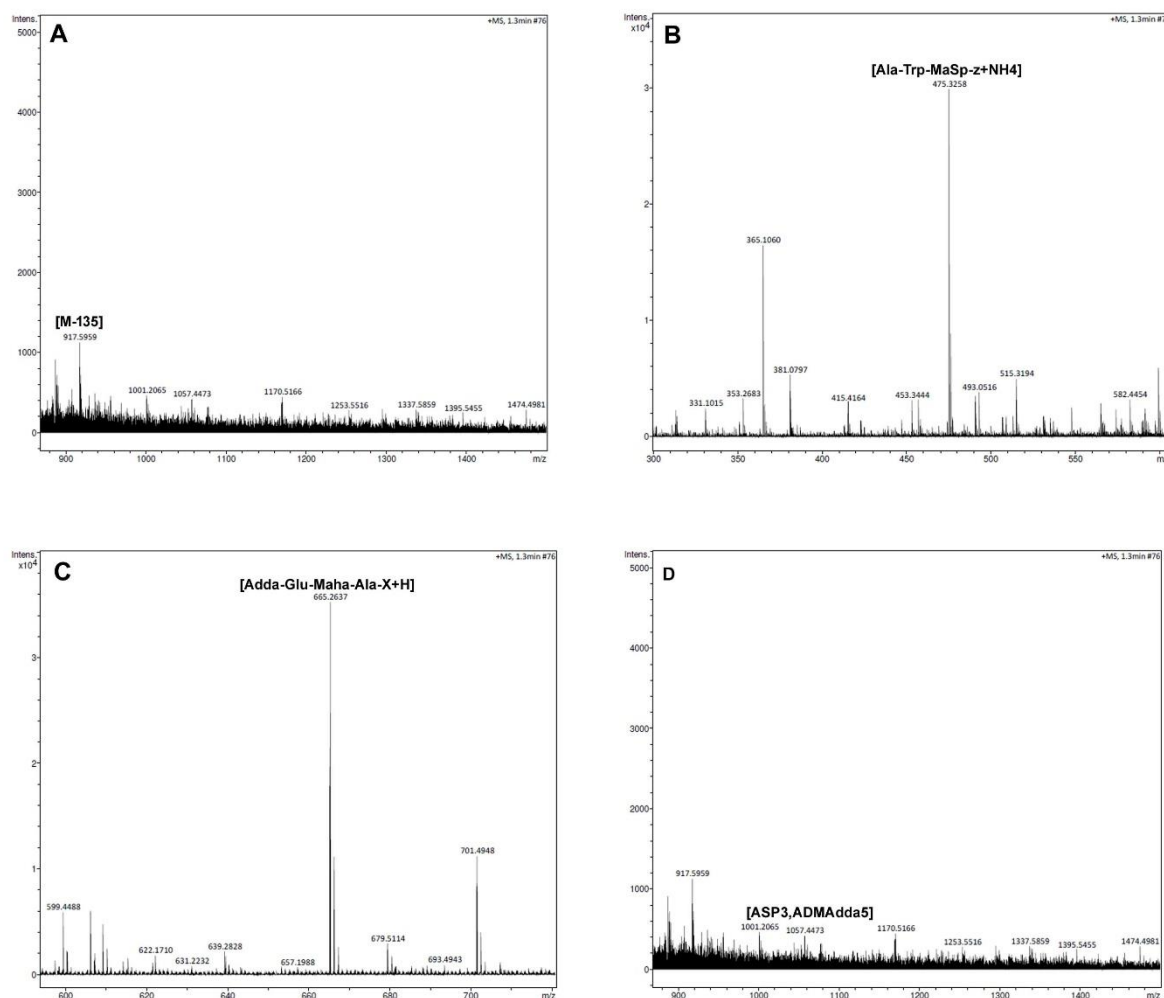 Intens.
+MS, 1.3min #76
A
5000
4000
3000
2000
1000
0
[M-135]
917.5959
1001.2065
1057.4473
1170.5166
1253.5516
1337.5859
1395.5455
1474.4981
900 1000 1100 1200 1300 1400 m/z
Intens.
x10⁴
+MS, 1.3min #7
B
3
2
1
0
[Ala-Trp-MaSp-z+NH4]
475.3258
365.1060
331.1015
353.2683
381.0797
415.4164
453.3444
493.0516
515.3194
582.4454
300 350 400 450 500 550 m/z
Intens.
x10⁴
+MS, 1.3min #76
C
3
2
1
0
[Adda-Glu-Maha-Ala-X+H]
665.2637
701.4948
599.4488
622.1710
631.2232
639.2828
657.1988
679.5114
693.4943
600 620 640 660 680 700 m/z
Intens.
+MS, 1.3min #76
D
5000
4000
3000
2000
1000
0
917.5959
[ASP3,ADMAdda5]
1001.2065
1057.4473
1170.5166
1253.5516
1337.5859
1395.5455
1474.4981
900 1000 1100 1200 1300 1400 m/z